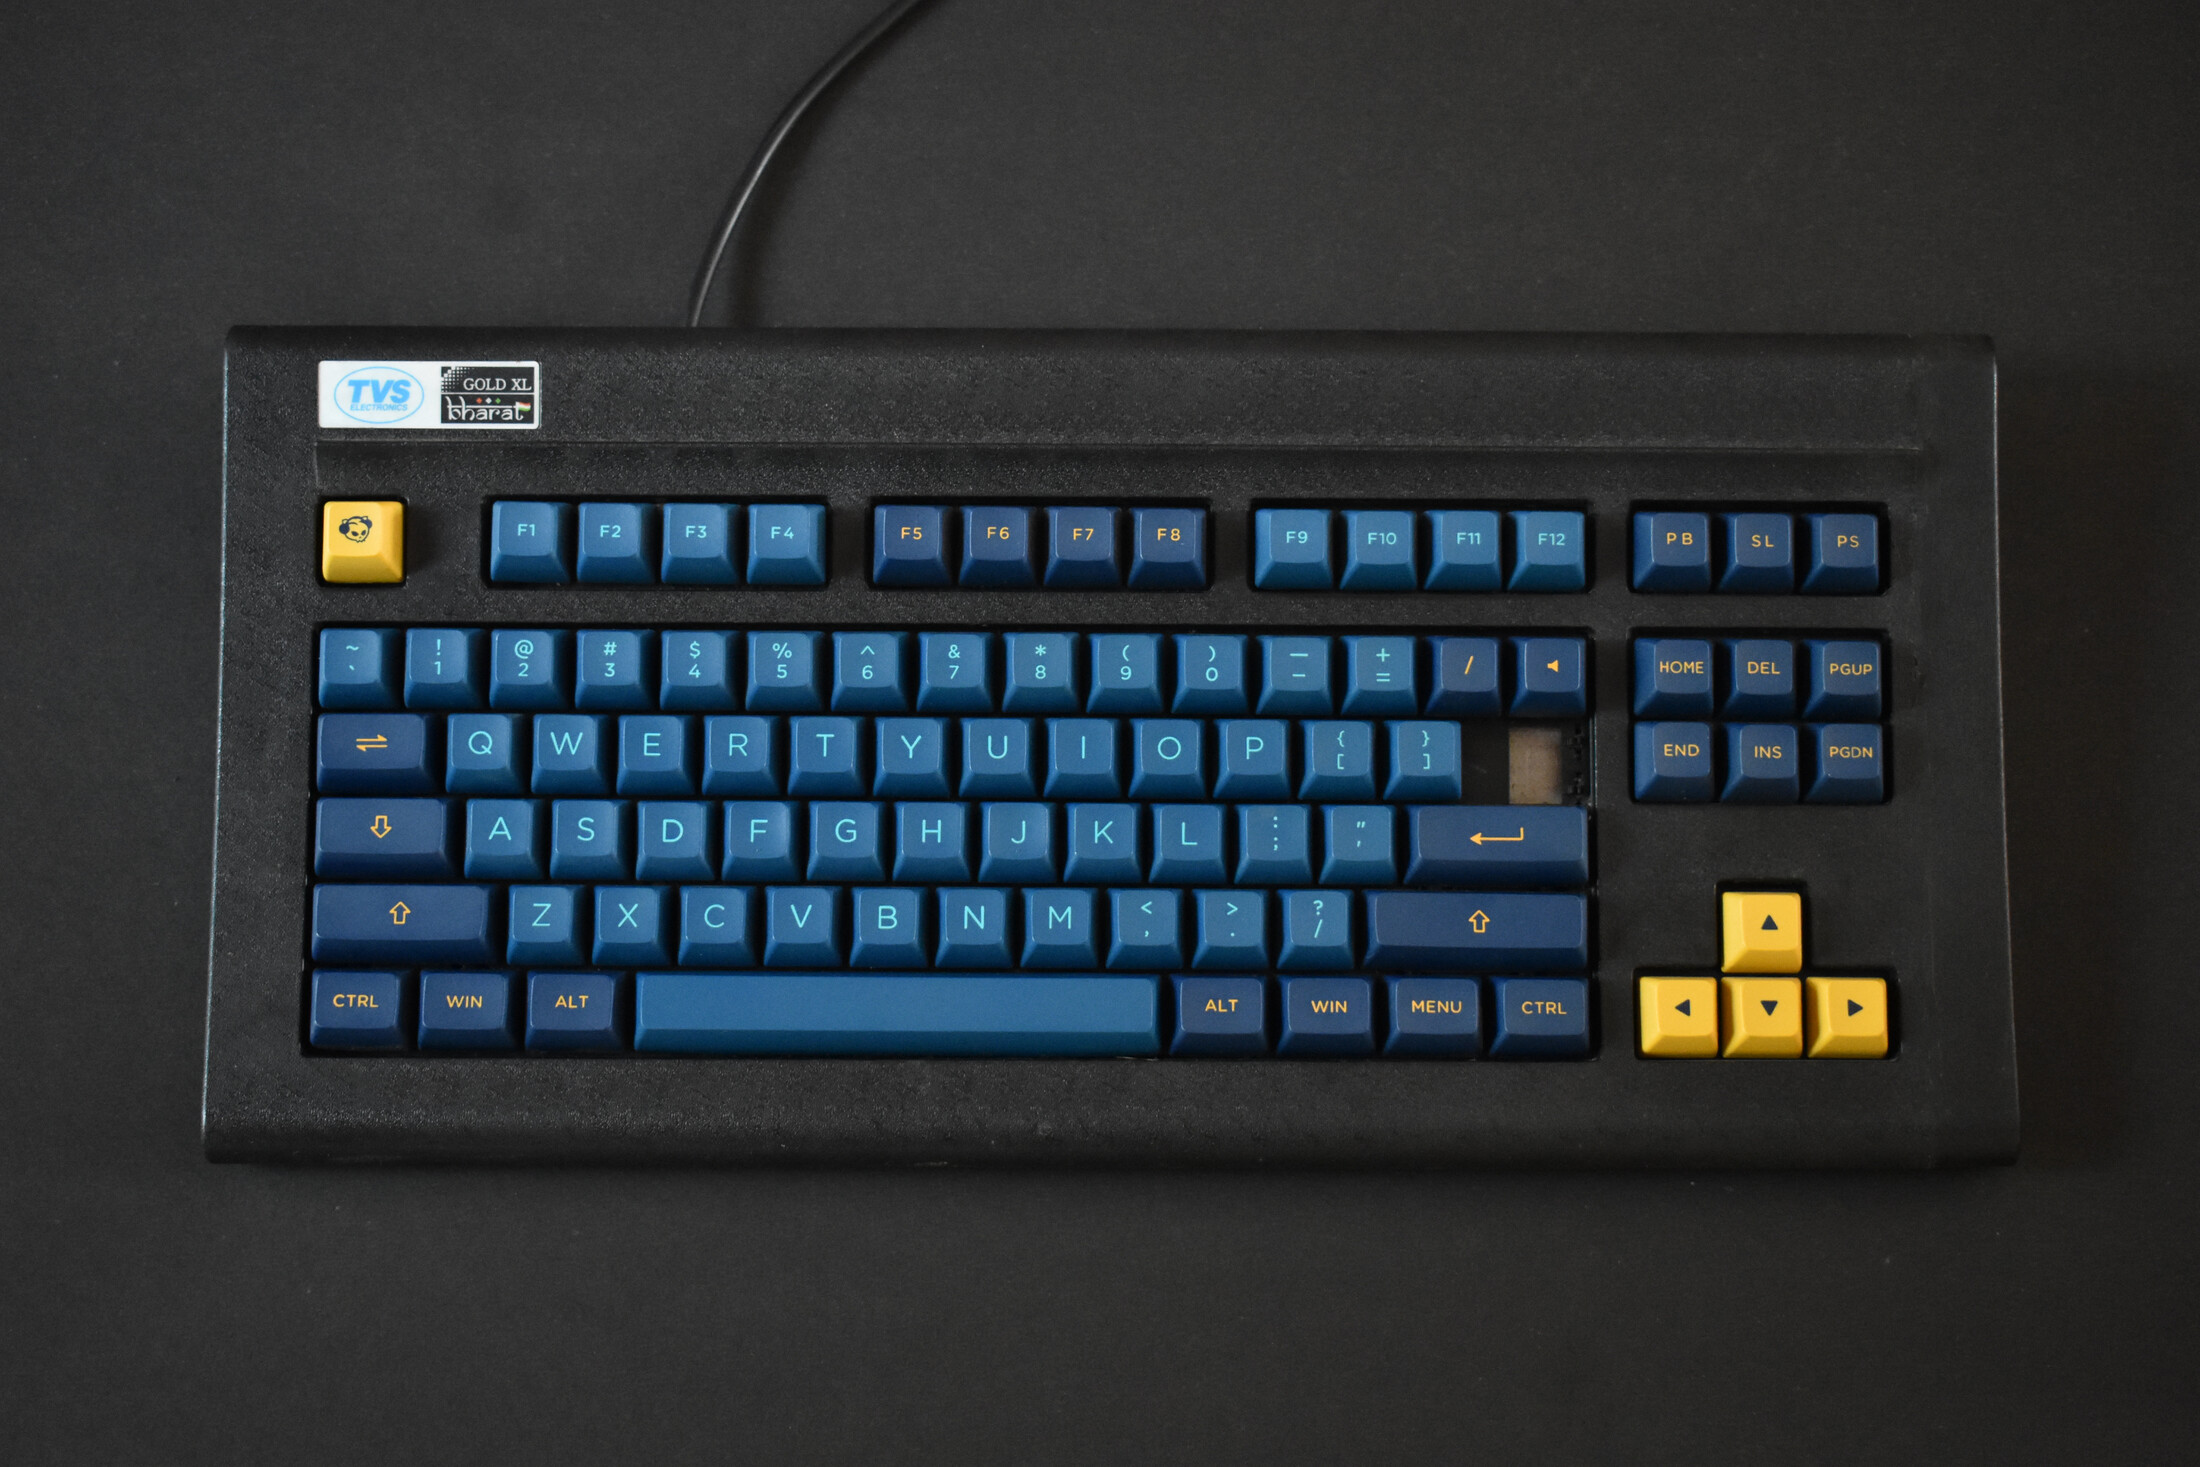 TVS
ELECTRONICS
GOLD XL
bharat
F1 F2 F3 F4 F5 F6 F7 F8 F9 F10 F11 F12 PB SL PS
~ ! @ # $ % ^ & * ( ) — +
` 1 2 3 4 5 6 7 8 9 0 – = / HOME DEL PGUP
Q W E R T Y U I O P { }
[ ] END INS PGDN
A S D F G H J K L : "
; '
Z X C V B N M < > ?
, . /
CTRL WIN ALT ALT WIN MENU CTRL